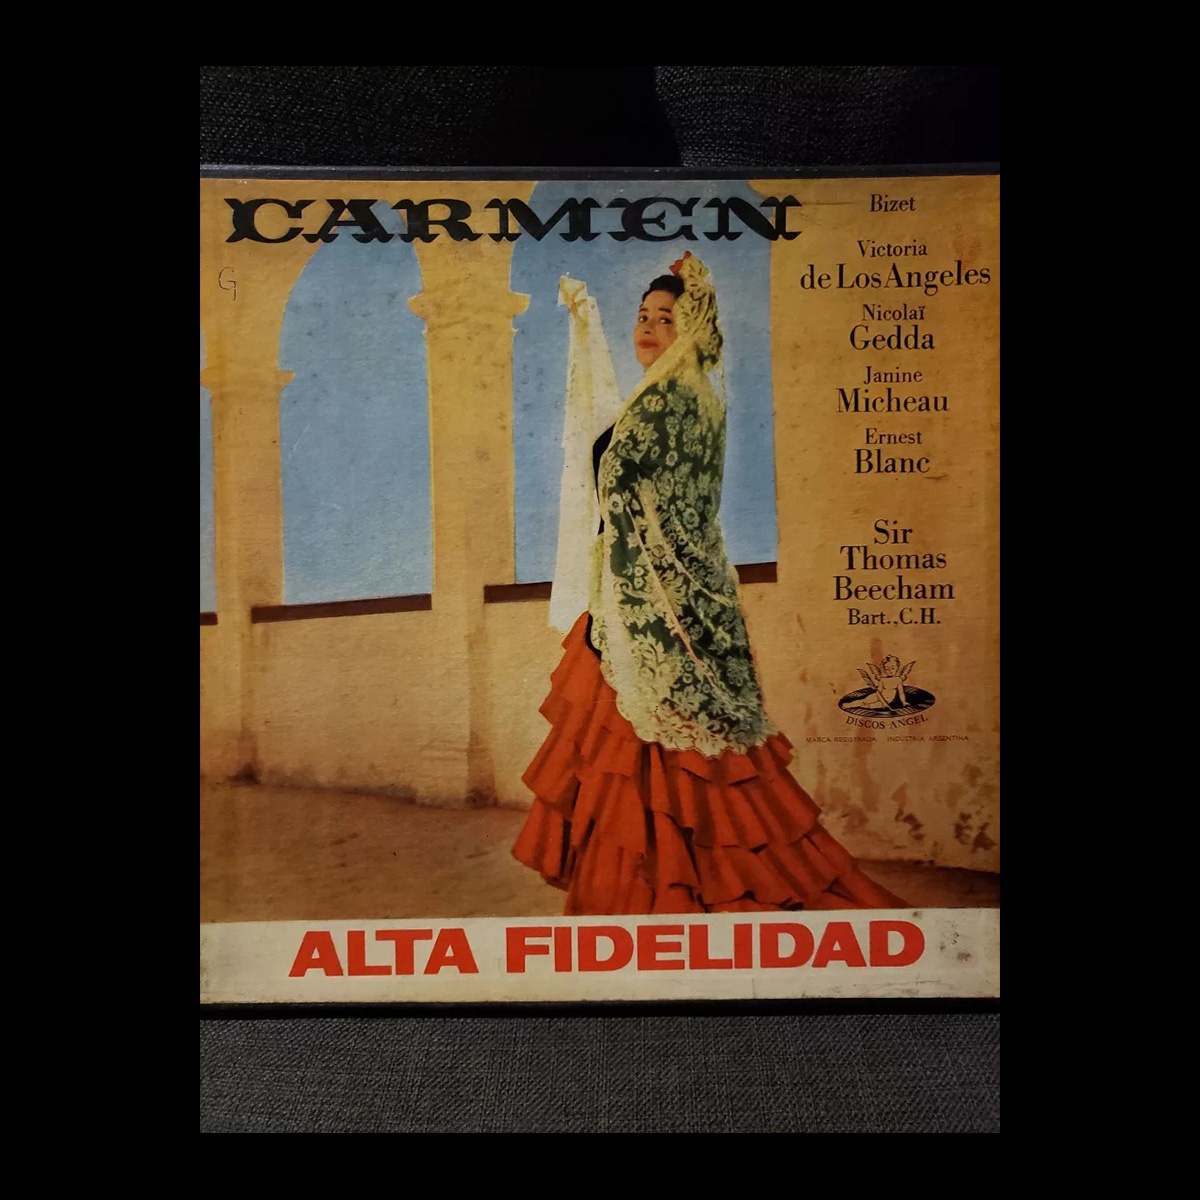 CARMEN
G
Bizet
Victoria
de Los Angeles
Nicolaï
Gedda
Janine
Micheau
Ernest
Blanc
Sir
Thomas
Beecham
Bart., C.H.
DISCOS ANGEL
MARCA REGISTRADA INDUSTRIA ARGENTINA
ALTA FIDELIDAD